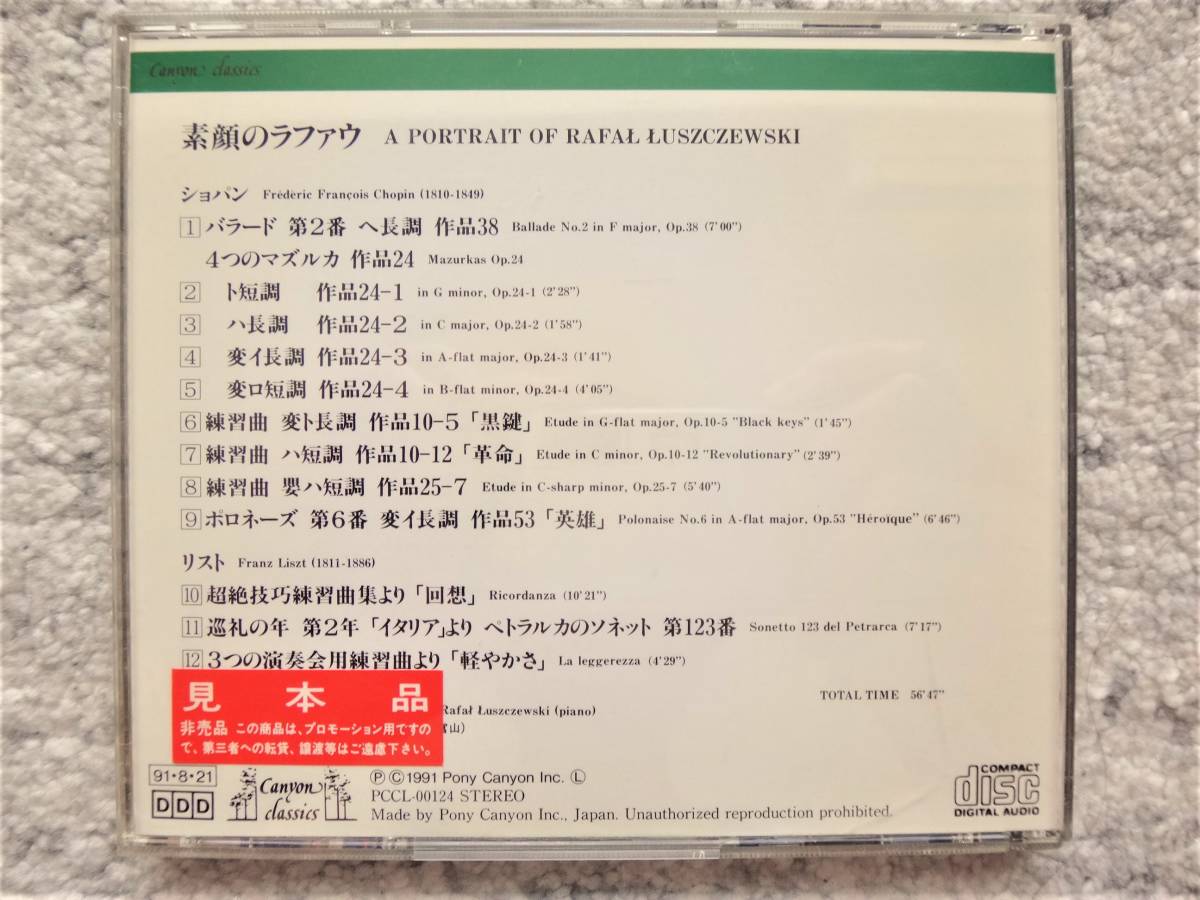 Canyon classics
素顔のラファウ A PORTRAIT OF RAFAŁ ŁUSZCZEWSKI
ショパン Fréderic François Chopin (1810-1849)
1 バラード 第2番 ヘ長調 作品38 Ballade No.2 in F major, Op.38 (7'00")
4つのマズルカ 作品24 Mazurkas Op.24
2 ト短調 作品24-1 in G minor, Op.24-1 (2'28")
3 ハ長調 作品24-2 in C major, Op.24-2 (1'58")
4 変イ長調 作品24-3 in A-flat major, Op.24-3 (1'41")
5 変ロ短調 作品24-4 in B-flat minor, Op.24-4 (4'05")
6 練習曲 変ト長調 作品10-5「黒鍵」 Etude in G-flat major, Op.10-5 "Black keys" (1'45")
7 練習曲 ハ短調 作品10-12「革命」 Etude in C minor, Op.10-12 "Revolutionary" (2'39")
8 練習曲 嬰ハ短調 作品25-7 Etude in C-sharp minor, Op.25-7 (5'40")
9 ポロネーズ 第6番 変イ長調 作品53「英雄」 Polonaise No.6 in A-flat major, Op.53 "Héroïque" (6'46")
リスト Franz Liszt (1811-1886)
10 超絶技巧練習曲集より「回想」 Ricordanza (10'21")
11 巡礼の年 第2年「イタリア」より ペトラルカのソネット 第123番 Sonetto 123 del Petrarca (7'17")
12 3つの演奏会用練習曲より「軽やかさ」 La leggerezza (4'29")
TOTAL TIME 56'47"
見本品
Rafał Łuszczewski (piano)
非売品 この商品は、プロモーション用ですの
山)
で、第三者への転貸、譲渡等はご遠慮下さい。
91・8・21
DDD
Canyon classics
Ⓟ©1991 Pony Canyon Inc. Ⓛ
PCCL-00124 STEREO
Made by Pony Canyon Inc., Japan. Unauthorized reproduction prohibited.
COMPACT
disc
DIGITAL AUDIO